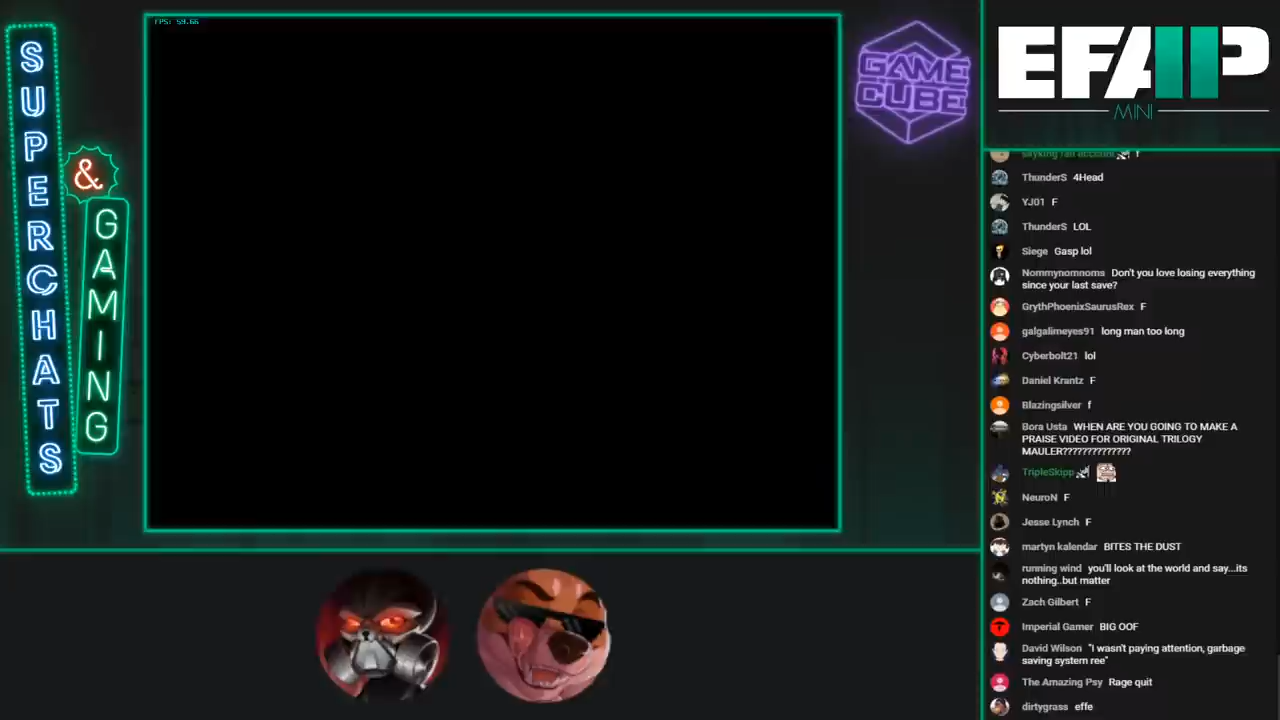 FPS: 59.66
SUPERCHATS
&
GAMING
GAME
CUBE
EFAP
MINI
ThunderS 4Head
YJ01 F
ThunderS LOL
Siege Gasp lol
Nommynomnoms Don't you love losing everything
since your last save?
GrythPhoenixSaurusRex F
galgalimeyes91 long man too long
Cyberbolt21 lol
Daniel Krantz F
Blazingsilver f
Bora Usta WHEN ARE YOU GOING TO MAKE A
PRAISE VIDEO FOR ORIGINAL TRILOGY
MAULER?????????????
TripleSkipp
NeuroN F
Jesse Lynch F
martyn kalendar BITES THE DUST
running wind you'll look at the world and say...its
nothing..but matter
Zach Gilbert F
Imperial Gamer BIG OOF
David Wilson "I wasn't paying attention, garbage
saving system ree"
The Amazing Psy Rage quit
dirtygrass effe